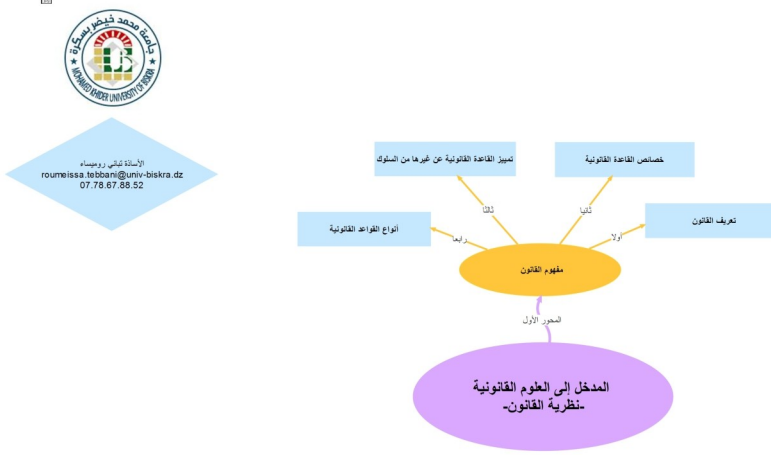 جامعة محمد خيضر بسكرة
MOHAMED KHIDER UNIVERSITY OF BISKRA
الأستاذة تباني روميساء
roumeissa.tebbani@univ-biskra.dz
07.78.67.88.52
تمييز القاعدة القانونية عن غيرها من السلوك
خصائص القاعدة القانونية
ثالثا
ثانيا
أنواع القواعد القانونية
تعريف القانون
رابعا
أولا
مفهوم القانون
المحور الأول
المدخل إلى العلوم القانونية
-نظرية القانون-